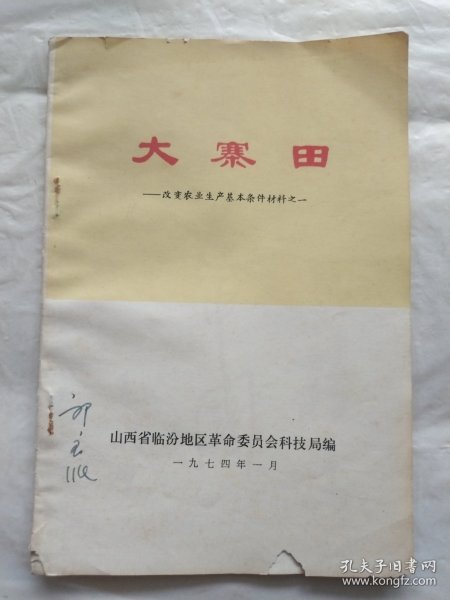 大寨田
——改变农业生产基本条件材料之一
山西省临汾地区革命委员会科技局编
一九七四年一月
孔夫子旧书网
www.kongfz.com